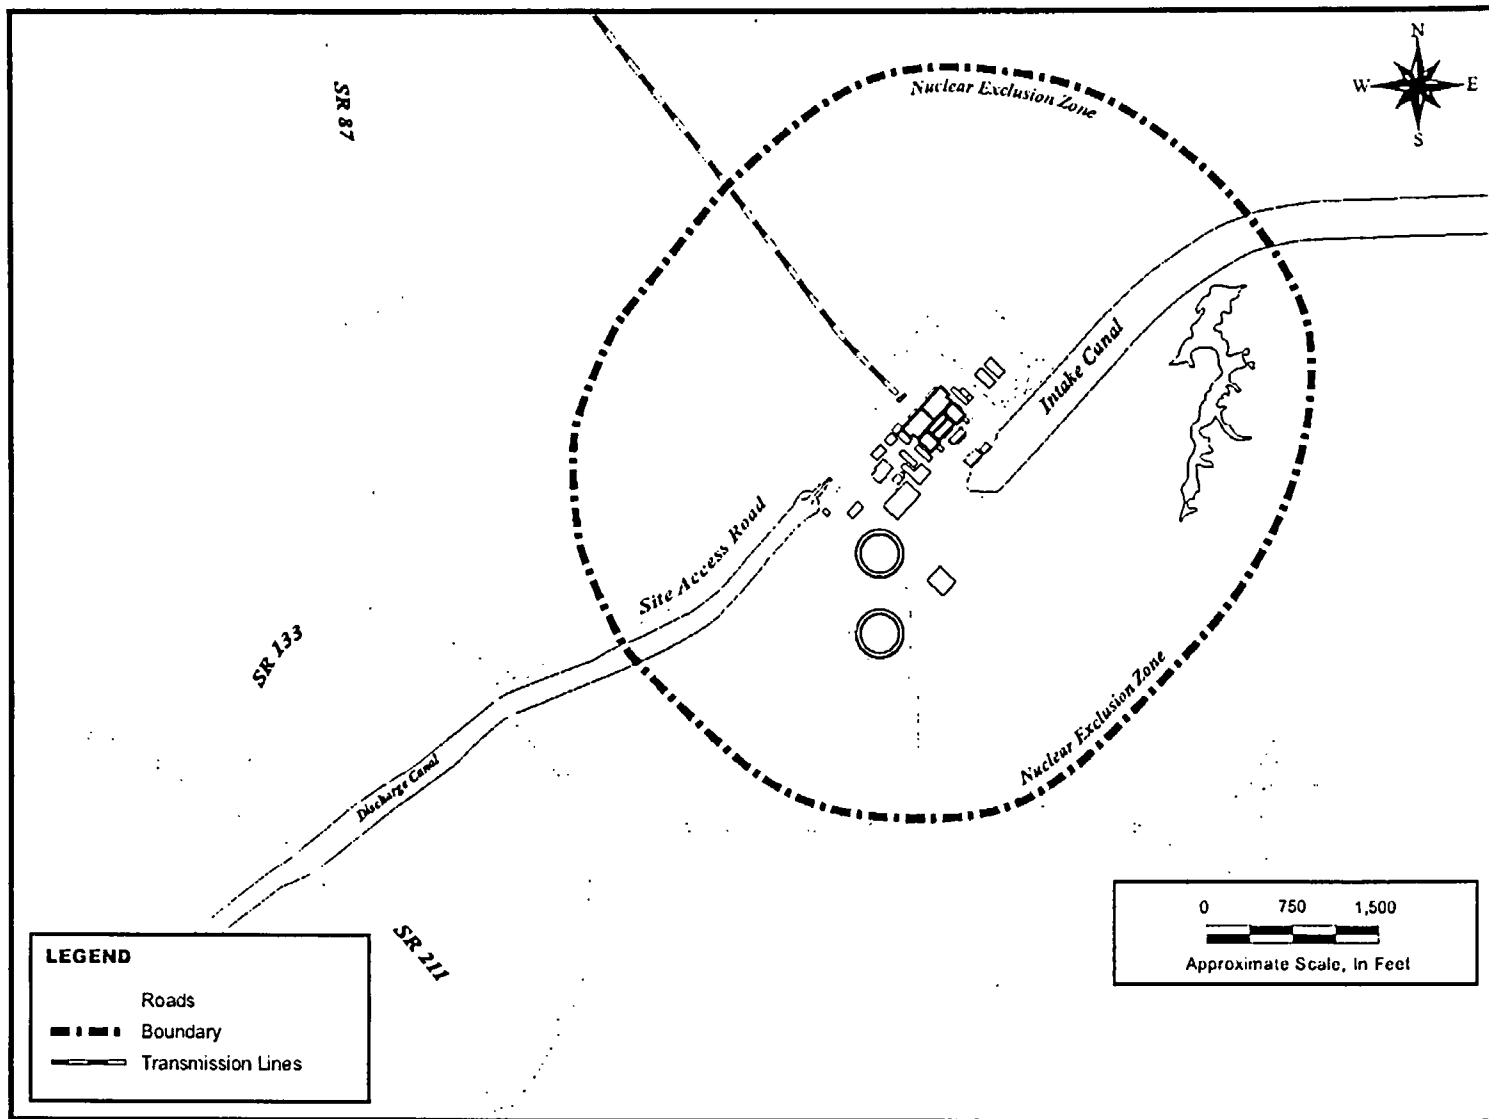 N
W E
S
Nuclear Exclusion Zone
SR 87
Intake Canal
Site Access Road
SR 133
Nuclear Exclusion Zone
Discharge Canal
SR 211
0 750 1,500
Approximate Scale, In Feet
LEGEND
Roads
Boundary
Transmission Lines